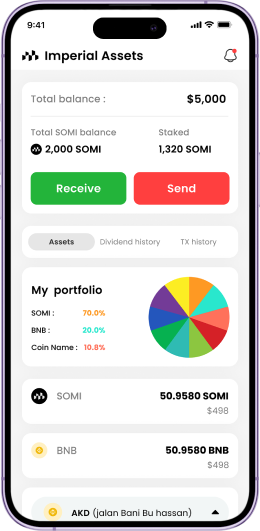 9:41
Imperial Assets
Total balance : $5,000
Total SOMI balance Staked
2,000 SOMI 1,320 SOMI
Receive Send
Assets Dividend history TX history
My portfolio
SOMI : 70.0%
BNB : 20.0%
Coin Name : 10.8%
SOMI 50.9580 SOMI
$498
BNB 50.9580 BNB
$498
AKD (jalan Bani Bu hassan)